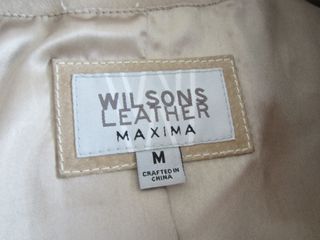 WILSONS
LEATHER
MAXIMA
M
CRAFTED IN
CHINA